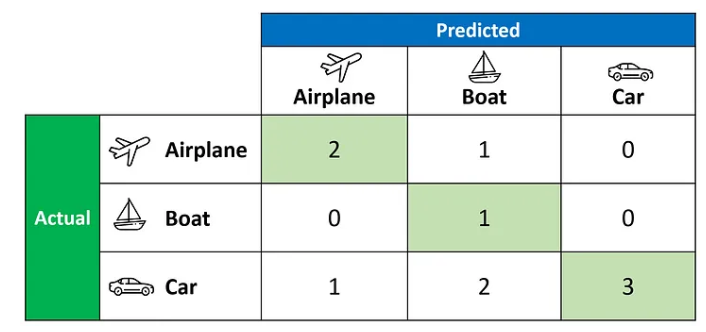 Predicted
Airplane Boat Car
Actual
Airplane 2 1 0
Boat 0 1 0
Car 1 2 3